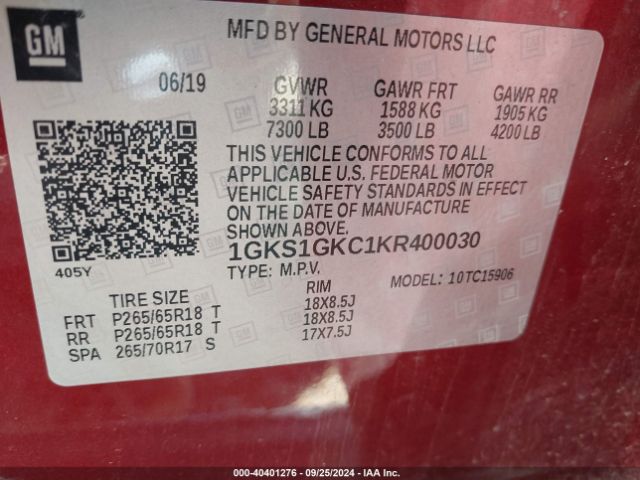 GM
MFD BY GENERAL MOTORS LLC
06/19
GVWR GAWR FRT GAWR RR
3311 KG 1588 KG 1905 KG
7300 LB 3500 LB 4200 LB
THIS VEHICLE CONFORMS TO ALL
APPLICABLE U.S. FEDERAL MOTOR
VEHICLE SAFETY STANDARDS IN EFFECT
ON THE DATE OF MANUFACTURE
SHOWN ABOVE.
1GKS1GKC1KR400030
405Y
TYPE: M.P.V. MODEL: 10TC15906
TIRE SIZE RIM
FRT P265/65R18 T 18X8.5J
RR P265/65R18 T 18X8.5J
SPA 265/70R17 S 17X7.5J
000-40401276 - 09/25/2024 - IAA Inc.